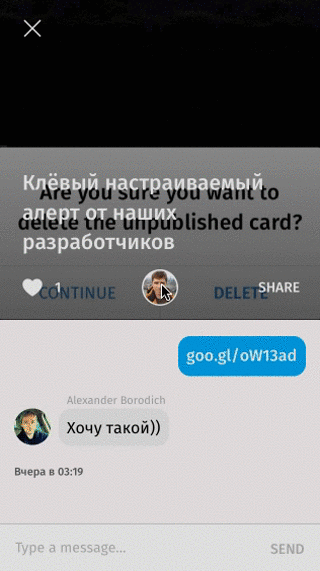 Клёвый настраиваемый
алерт от наших
разработчиков
Are you sure you want to
delete the unpublished card?
1
CONTINUE
DELETE
SHARE
goo.gl/oW13ad
Alexander Borodich
Хочу такой))
Вчера в 03:19
Type a message...
SEND